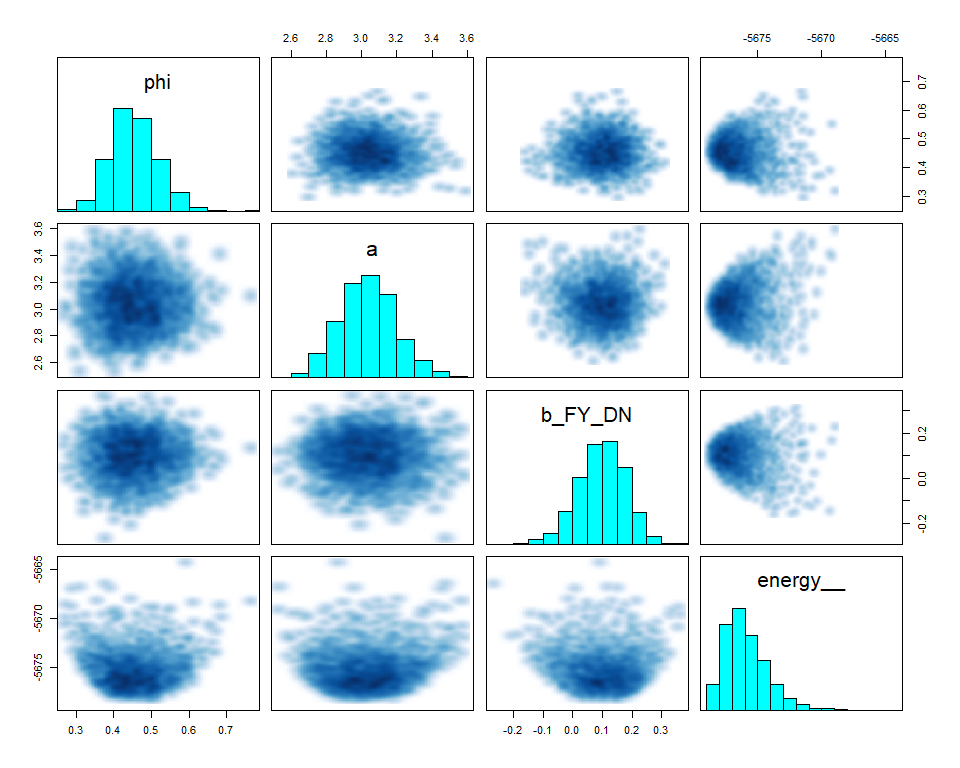 2.6 2.8 3.0 3.2 3.4 3.6 -5675 -5670 -5665
phi
0.3 0.4 0.5 0.6 0.7
2.6 2.8 3.0 3.2 3.4 3.6
a
b_FY_DN
-0.2 0.0 0.2
-5675 -5670 -5665
energy__
0.3 0.4 0.5 0.6 0.7 -0.2 -0.1 0.0 0.1 0.2 0.3